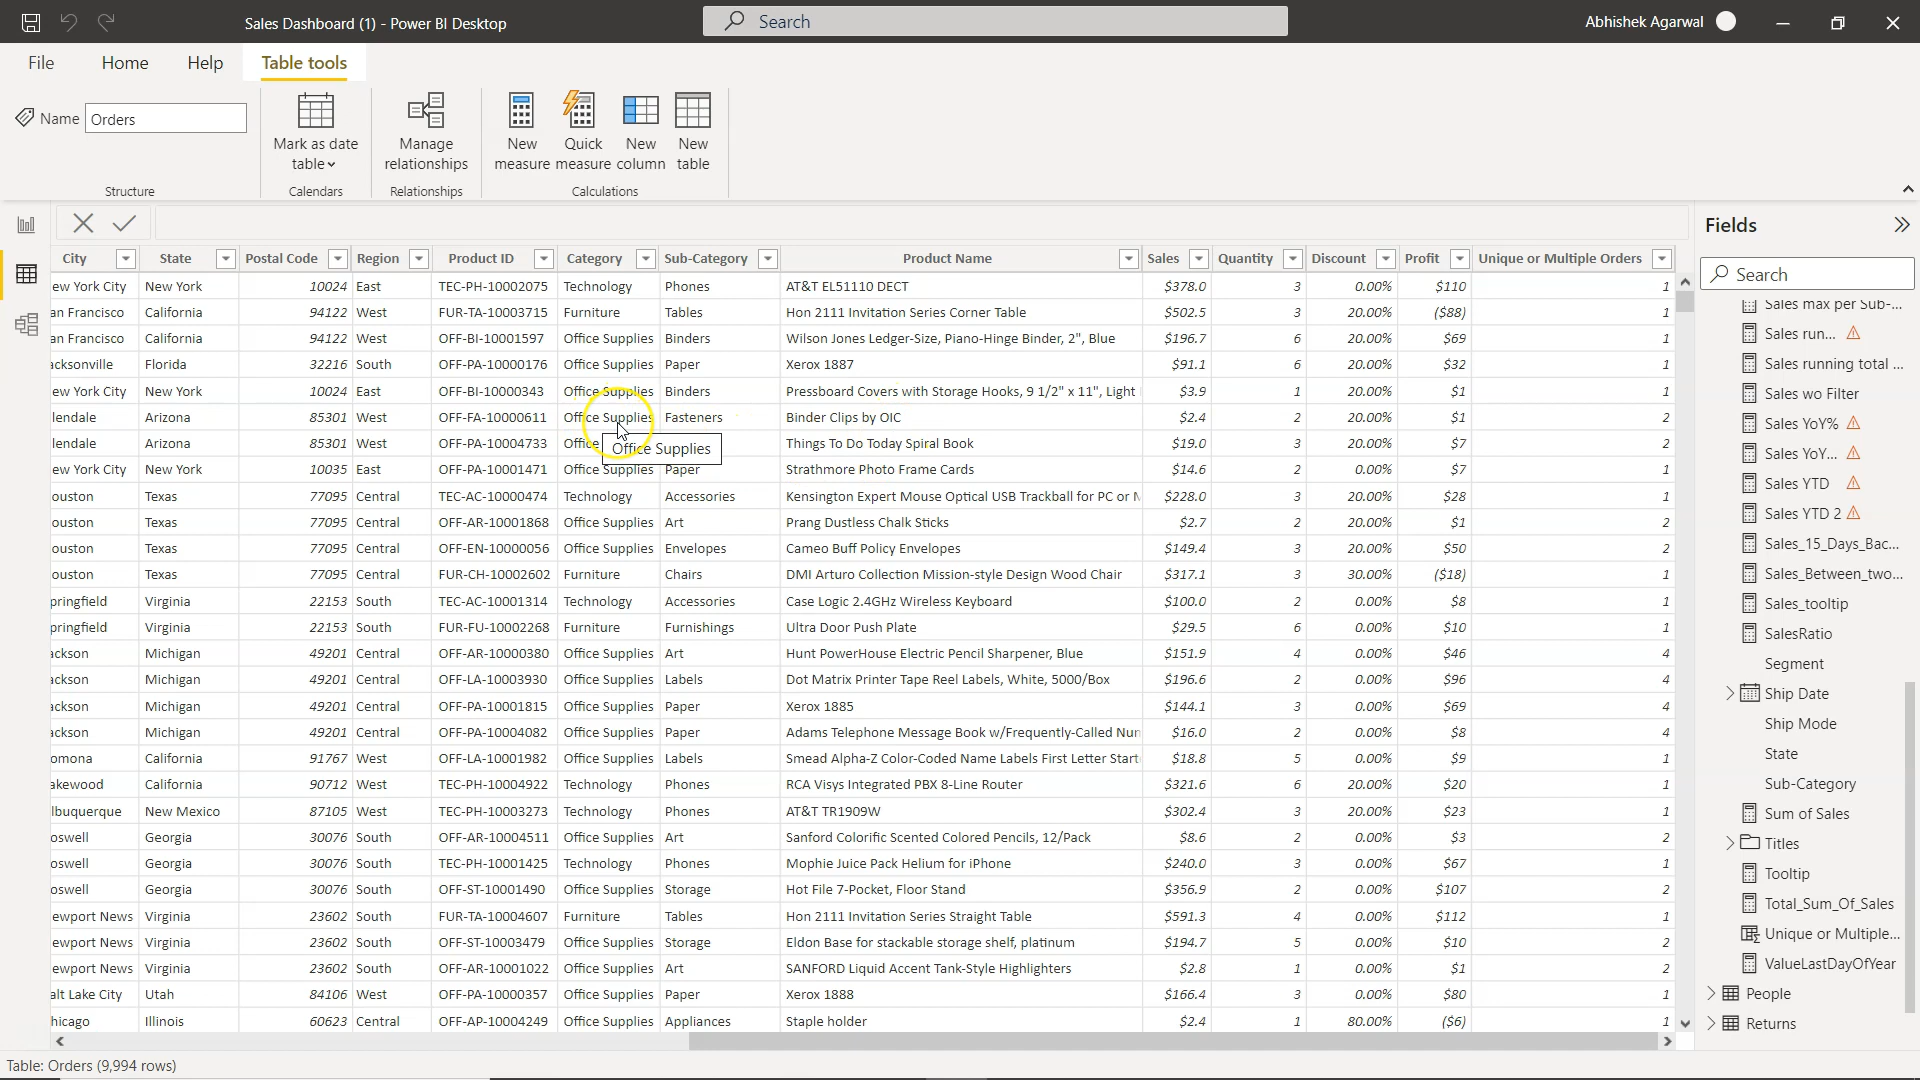 Sales Dashboard (1) - Power BI Desktop
Search
Abhishek Agarwal
File Home Help Table tools
Name Orders
Mark as date table
Manage relationships
New measure
Quick measure
New column
New table
Structure Calendars Relationships Calculations
City State Postal Code Region Product ID Category Sub-Category Product Name Sales Quantity Discount Profit Unique or Multiple Orders
ew York City New York 10024 East TEC-PH-10002075 Technology Phones AT&T EL51110 DECT $378.0 3 0.00% $110 1
an Francisco California 94122 West FUR-TA-10003715 Furniture Tables Hon 2111 Invitation Series Corner Table $502.5 3 20.00% ($88) 1
an Francisco California 94122 West OFF-BI-10001597 Office Supplies Binders Wilson Jones Ledger-Size, Piano-Hinge Binder, 2", Blue $196.7 6 20.00% $69 1
acksonville Florida 32216 South OFF-PA-10000176 Office Supplies Paper Xerox 1887 $91.1 6 20.00% $32 1
ew York City New York 10024 East OFF-BI-10000343 Office Supplies Binders Pressboard Covers with Storage Hooks, 9 1/2" x 11", Light $3.9 1 20.00% $1 1
lendale Arizona 85301 West OFF-FA-10000611 Office Supplies Fasteners Binder Clips by OIC $2.4 2 20.00% $1 2
lendale Arizona 85301 West OFF-PA-10004733 Office Things To Do Today Spiral Book $19.0 3 20.00% $7 2
Office Supplies
ew York City New York 10035 East OFF-PA-10001471 Office Supplies Paper Strathmore Photo Frame Cards $14.6 2 0.00% $7 1
ouston Texas 77095 Central TEC-AC-10000474 Technology Accessories Kensington Expert Mouse Optical USB Trackball for PC or $228.0 3 20.00% $28 1
ouston Texas 77095 Central OFF-AR-10001868 Office Supplies Art Prang Dustless Chalk Sticks $2.7 2 20.00% $1 2
ouston Texas 77095 Central OFF-EN-10000056 Office Supplies Envelopes Cameo Buff Policy Envelopes $149.4 3 20.00% $50 2
ouston Texas 77095 Central FUR-CH-10002602 Furniture Chairs DMI Arturo Collection Mission-style Design Wood Chair $317.1 3 30.00% ($18) 1
pringfield Virginia 22153 South TEC-AC-10001314 Technology Accessories Case Logic 2.4GHz Wireless Keyboard $100.0 2 0.00% $8 1
pringfield Virginia 22153 South FUR-FU-10002268 Furniture Furnishings Ultra Door Push Plate $29.5 6 0.00% $10 1
ackson Michigan 49201 Central OFF-AR-10000380 Office Supplies Art Hunt PowerHouse Electric Pencil Sharpener, Blue $151.9 4 0.00% $46 4
ackson Michigan 49201 Central OFF-LA-10003930 Office Supplies Labels Dot Matrix Printer Tape Reel Labels, White, 5000/Box $196.6 2 0.00% $96 4
ackson Michigan 49201 Central OFF-PA-10001815 Office Supplies Paper Xerox 1885 $144.1 3 0.00% $69 4
ackson Michigan 49201 Central OFF-PA-10004082 Office Supplies Paper Adams Telephone Message Book w/Frequently-Called Nun $16.0 2 0.00% $8 4
omona California 91767 West OFF-LA-10001982 Office Supplies Labels Smead Alpha-Z Color-Coded Name Labels First Letter Start $18.8 5 0.00% $9 1
akewood California 90712 West TEC-PH-10004922 Technology Phones RCA Visys Integrated PBX 8-Line Router $321.6 6 20.00% $20 1
lbuquerque New Mexico 87105 West TEC-PH-10003273 Technology Phones AT&T TR1909W $302.4 3 20.00% $23 1
oswell Georgia 30076 South OFF-AR-10004511 Office Supplies Art Sanford Colorific Scented Colored Pencils, 12/Pack $8.6 2 0.00% $3 2
oswell Georgia 30076 South TEC-PH-10001425 Technology Phones Mophie Juice Pack Helium for iPhone $240.0 3 0.00% $67 1
oswell Georgia 30076 South OFF-ST-10001490 Office Supplies Storage Hot File 7-Pocket, Floor Stand $356.9 2 0.00% $107 2
ewport News Virginia 23602 South FUR-TA-10004607 Furniture Tables Hon 2111 Invitation Series Straight Table $591.3 4 0.00% $112 1
ewport News Virginia 23602 South OFF-ST-10003479 Office Supplies Storage Eldon Base for stackable storage shelf, platinum $194.7 5 0.00% $10 2
ewport News Virginia 23602 South OFF-AR-10001022 Office Supplies Art SANFORD Liquid Accent Tank-Style Highlighters $2.8 1 0.00% $1 2
alt Lake City Utah 84106 West OFF-PA-10000357 Office Supplies Paper Xerox 1888 $166.4 3 0.00% $80 1
hicago Illinois 60623 Central OFF-AP-10004249 Office Supplies Appliances Staple holder $2.4 1 80.00% ($6) 1
Fields
Search
Sales max per Sub-...
Sales run...
Sales running total ...
Sales wo Filter
Sales YoY%
Sales YoY...
Sales YTD
Sales YTD 2
Sales_15_Days_Bac...
Sales_Between_two...
Sales_tooltip
SalesRatio
Segment
Ship Date
Ship Mode
State
Sub-Category
Sum of Sales
Titles
Tooltip
Total_Sum_Of_Sales
Unique or Multiple...
ValueLastDayOfYear
People
Returns
Table: Orders (9,994 rows)